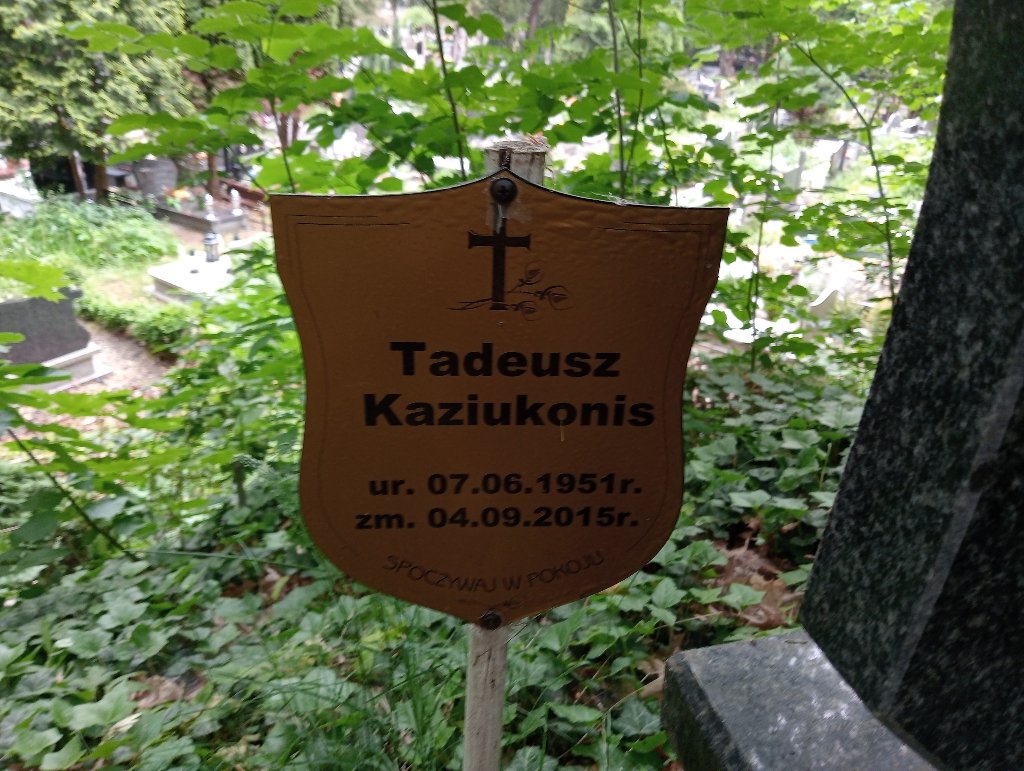 Tadeusz
Kaziukonis
ur. 07.06.1951r.
zm. 04.09.2015r.
SPOCZYWAJ W POKOJU